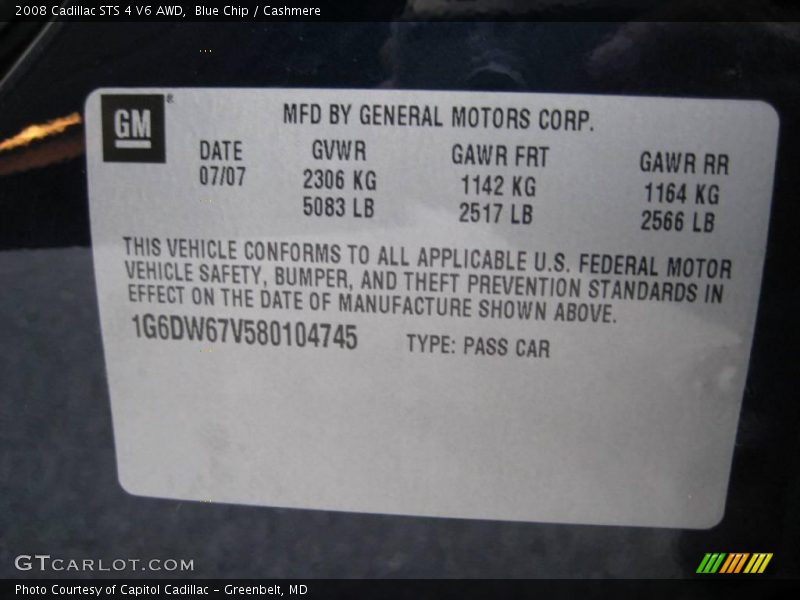 2008 Cadillac STS 4 V6 AWD, Blue Chip / Cashmere
GM ®
MFD BY GENERAL MOTORS CORP.
DATE GVWR GAWR FRT GAWR RR
07/07 2306 KG 1142 KG 1164 KG
5083 LB 2517 LB 2566 LB
THIS VEHICLE CONFORMS TO ALL APPLICABLE U.S. FEDERAL MOTOR
VEHICLE SAFETY, BUMPER, AND THEFT PREVENTION STANDARDS IN
EFFECT ON THE DATE OF MANUFACTURE SHOWN ABOVE.
1G6DW67V580104745 TYPE: PASS CAR
GTCARLOT.COM
Photo Courtesy of Capitol Cadillac - Greenbelt, MD